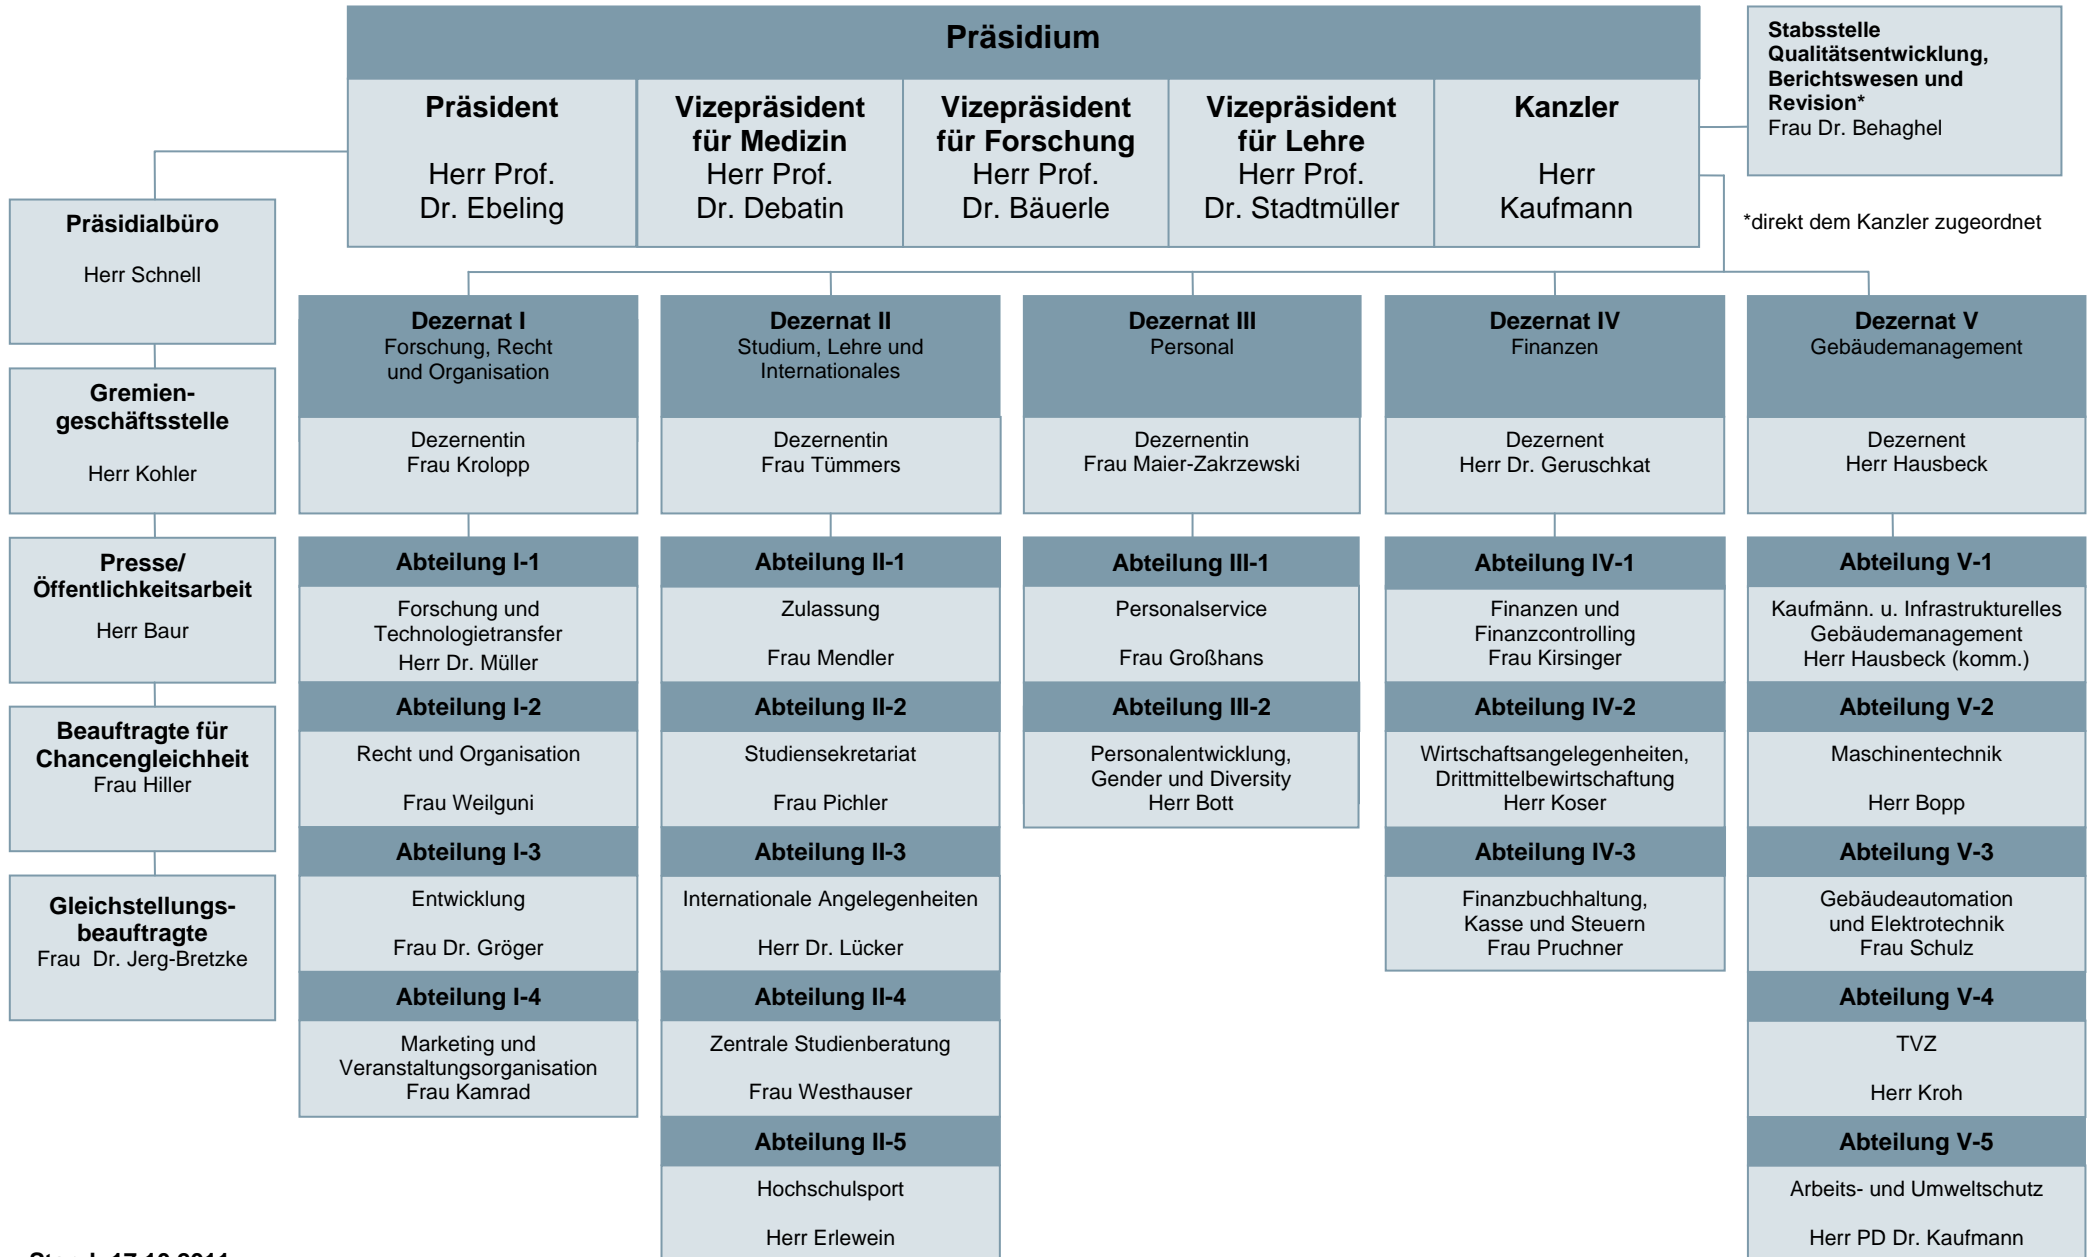 Präsidium
Präsident
Herr Prof.
Dr. Ebeling
Vizepräsident
für Medizin
Herr Prof.
Dr. Debatin
Vizepräsident
für Forschung
Herr Prof.
Dr. Bäuerle
Vizepräsident
für Lehre
Herr Prof.
Dr. Stadtmüller
Kanzler
Herr
Kaufmann
Stabsstelle
Qualitätsentwicklung,
Berichtswesen und
Revision*
Frau Dr. Behaghel
*direkt dem Kanzler zugeordnet
Präsidialbüro
Herr Schnell
Gremien-
geschäftsstelle
Herr Kohler
Presse/
Öffentlichkeitsarbeit
Herr Baur
Beauftragte für
Chancengleichheit
Frau Hiller
Gleichstellungs-
beauftragte
Frau Dr. Jerg-Bretzke
Dezernat I
Forschung, Recht
und Organisation
Dezernentin
Frau Krolopp
Abteilung I-1
Forschung und
Technologietransfer
Herr Dr. Müller
Abteilung I-2
Recht und Organisation
Frau Weilguni
Abteilung I-3
Entwicklung
Frau Dr. Gröger
Abteilung I-4
Marketing und
Veranstaltungsorganisation
Frau Kamrad
Dezernat II
Studium, Lehre und
Internationales
Dezernentin
Frau Tümmers
Abteilung II-1
Zulassung
Frau Mendler
Abteilung II-2
Studiensekretariat
Frau Pichler
Abteilung II-3
Internationale Angelegenheiten
Herr Dr. Lücker
Abteilung II-4
Zentrale Studienberatung
Frau Westhauser
Abteilung II-5
Hochschulsport
Herr Erlewein
Dezernat III
Personal
Dezernentin
Frau Maier-Zakrzewski
Abteilung III-1
Personalservice
Frau Großhans
Abteilung III-2
Personalentwicklung,
Gender und Diversity
Herr Bott
Dezernat IV
Finanzen
Dezernent
Herr Dr. Geruschkat
Abteilung IV-1
Finanzen und
Finanzcontrolling
Frau Kirsinger
Abteilung IV-2
Wirtschaftsangelegenheiten,
Drittmittelbewirtschaftung
Herr Koser
Abteilung IV-3
Finanzbuchhaltung,
Kasse und Steuern
Frau Pruchner
Dezernat V
Gebäudemanagement
Dezernent
Herr Hausbeck
Abteilung V-1
Kaufmänn. u. Infrastrukturelles
Gebäudemanagement
Herr Hausbeck (komm.)
Abteilung V-2
Maschinentechnik
Herr Bopp
Abteilung V-3
Gebäudeautomation
und Elektrotechnik
Frau Schulz
Abteilung V-4
TVZ
Herr Kroh
Abteilung V-5
Arbeits- und Umweltschutz
Herr PD Dr. Kaufmann